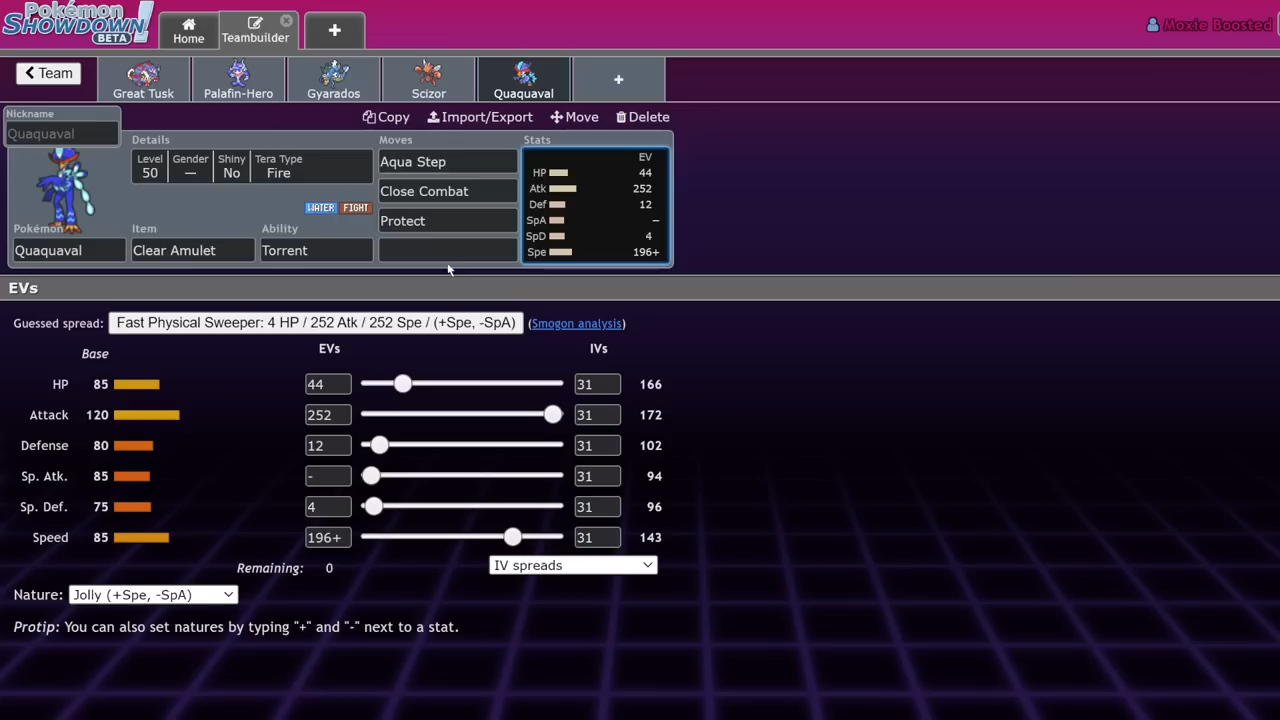 Pokémon
SHOWDOWN!
BETA
Home
Teambuilder
+
Moxie Boosted
Team
Great Tusk
Palafin-Hero
Gyarados
Scizor
Quaquaval
+
Nickname
Quaquaval
Copy
Import/Export
Move
Delete
Details
Level Gender Shiny Tera Type
50 — No Fire
WATER FIGHT
Pokémon
Quaquaval
Item
Clear Amulet
Ability
Torrent
Moves
Aqua Step
Close Combat
Protect
Stats
EV
HP 44
Atk 252
Def 12
SpA –
SpD 4
Spe 196+
EVs
Guessed spread: Fast Physical Sweeper: 4 HP / 252 Atk / 252 Spe / (+Spe, -SpA) (Smogon analysis)
Base EVs IVs
HP 85 44 31 166
Attack 120 252 31 172
Defense 80 12 31 102
Sp. Atk. 85 - 31 94
Sp. Def. 75 4 31 96
Speed 85 196+ 31 143
Remaining: 0 IV spreads
Nature: Jolly (+Spe, -SpA)
Protip: You can also set natures by typing "+" and "-" next to a stat.